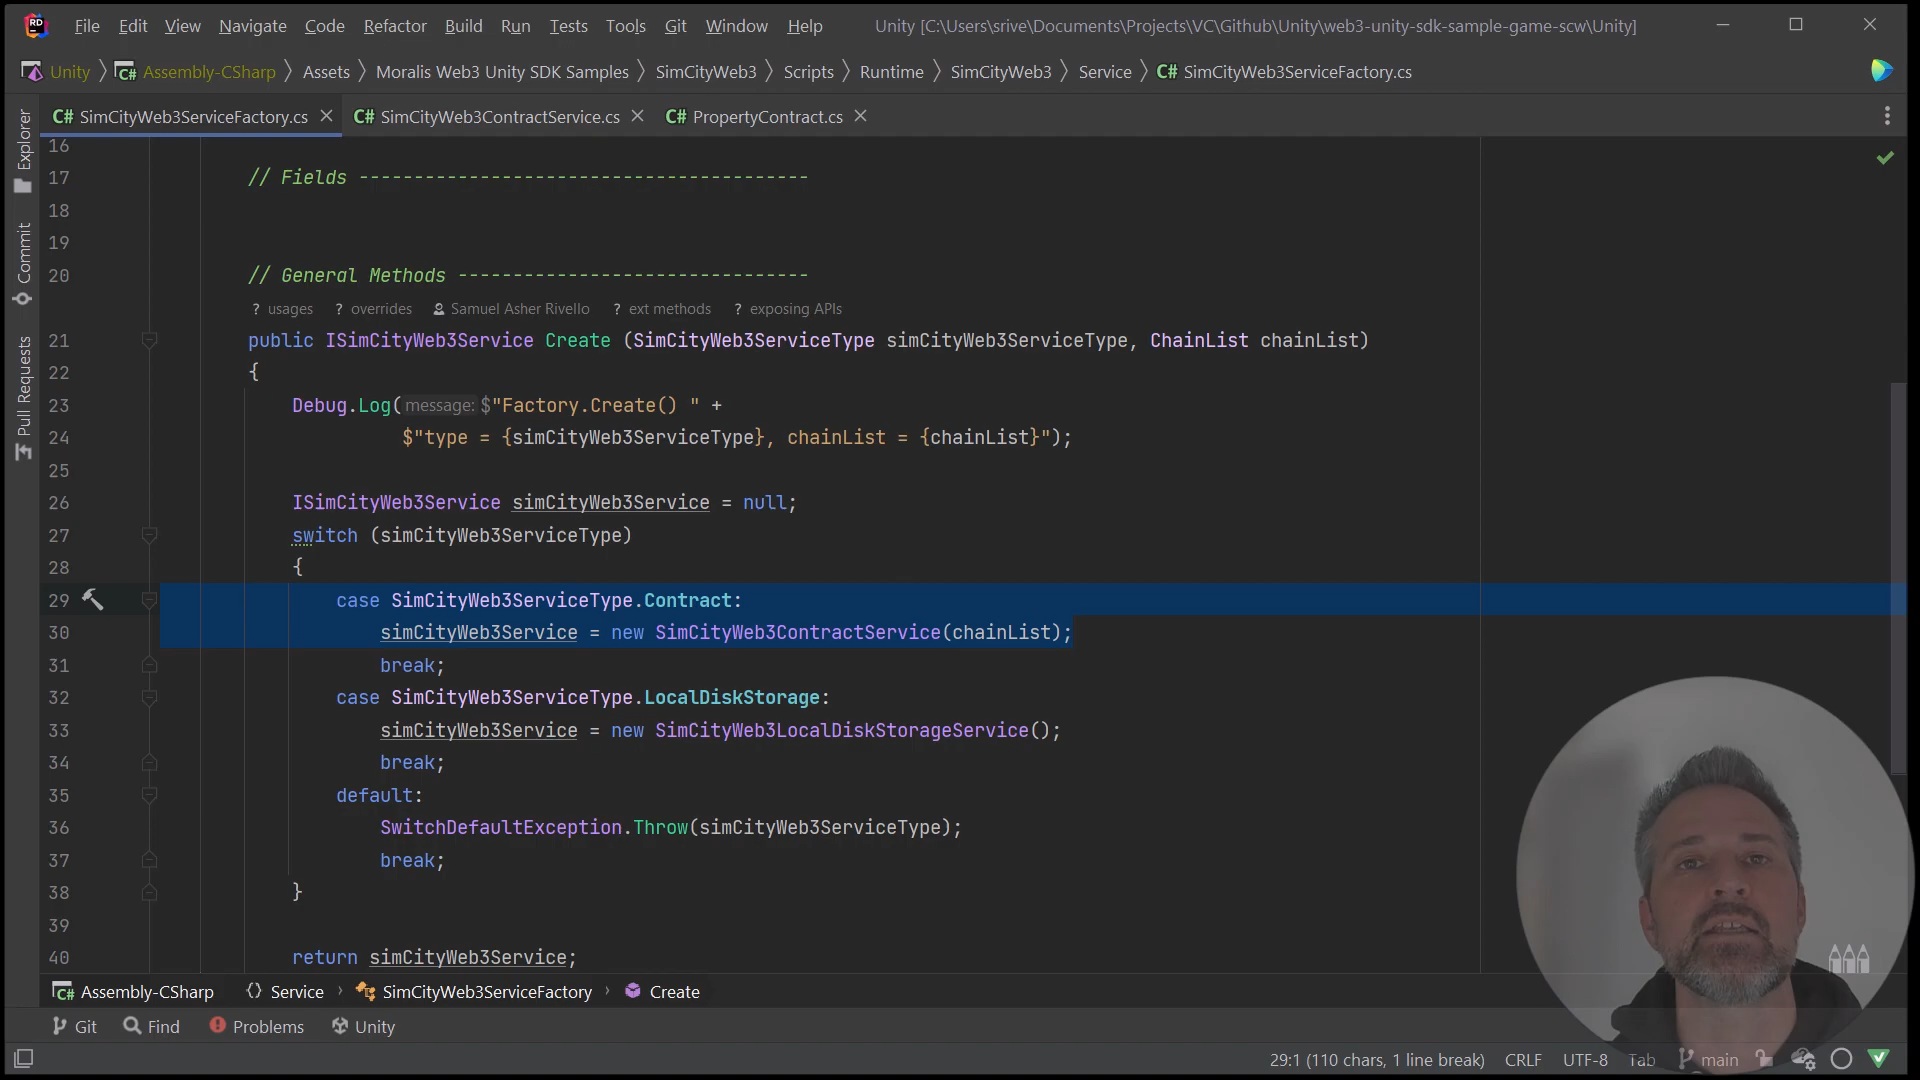 RD File Edit View Navigate Code Refactor Build Run Tests Tools Git Window Help Unity [C:\Users\srive\Documents\Projects\VC\Github\Unity\web3-unity-sdk-sample-game-scw\Unity]
Unity C# Assembly-CSharp Assets Moralis Web3 Unity SDK Samples SimCityWeb3 Scripts Runtime SimCityWeb3 Service C# SimCityWeb3ServiceFactory.cs
C# SimCityWeb3ServiceFactory.cs C# SimCityWeb3ContractService.cs C# PropertyContract.cs
Explorer
Commit
Pull Requests
16
17 // Fields -----------------------------------------
18
19
20 // General Methods --------------------------------
? usages ? overrides Samuel Asher Rivello ? ext methods ? exposing APIs
21 public ISimCityWeb3Service Create (SimCityWeb3ServiceType simCityWeb3ServiceType, ChainList chainList)
22 {
23 Debug.Log( message: $"Factory.Create() " +
24 $"type = {simCityWeb3ServiceType}, chainList = {chainList}");
25
26 ISimCityWeb3Service simCityWeb3Service = null;
27 switch (simCityWeb3ServiceType)
28 {
29 case SimCityWeb3ServiceType.Contract:
30 simCityWeb3Service = new SimCityWeb3ContractService(chainList);
31 break;
32 case SimCityWeb3ServiceType.LocalDiskStorage:
33 simCityWeb3Service = new SimCityWeb3LocalDiskStorageService();
34 break;
35 default:
36 SwitchDefaultException.Throw(simCityWeb3ServiceType);
37 break;
38 }
39
40 return simCityWeb3Service;
C# Assembly-CSharp {} Service SimCityWeb3ServiceFactory Create
Git Find Problems Unity
29:1 (110 chars, 1 line break) CRLF UTF-8 Tab main